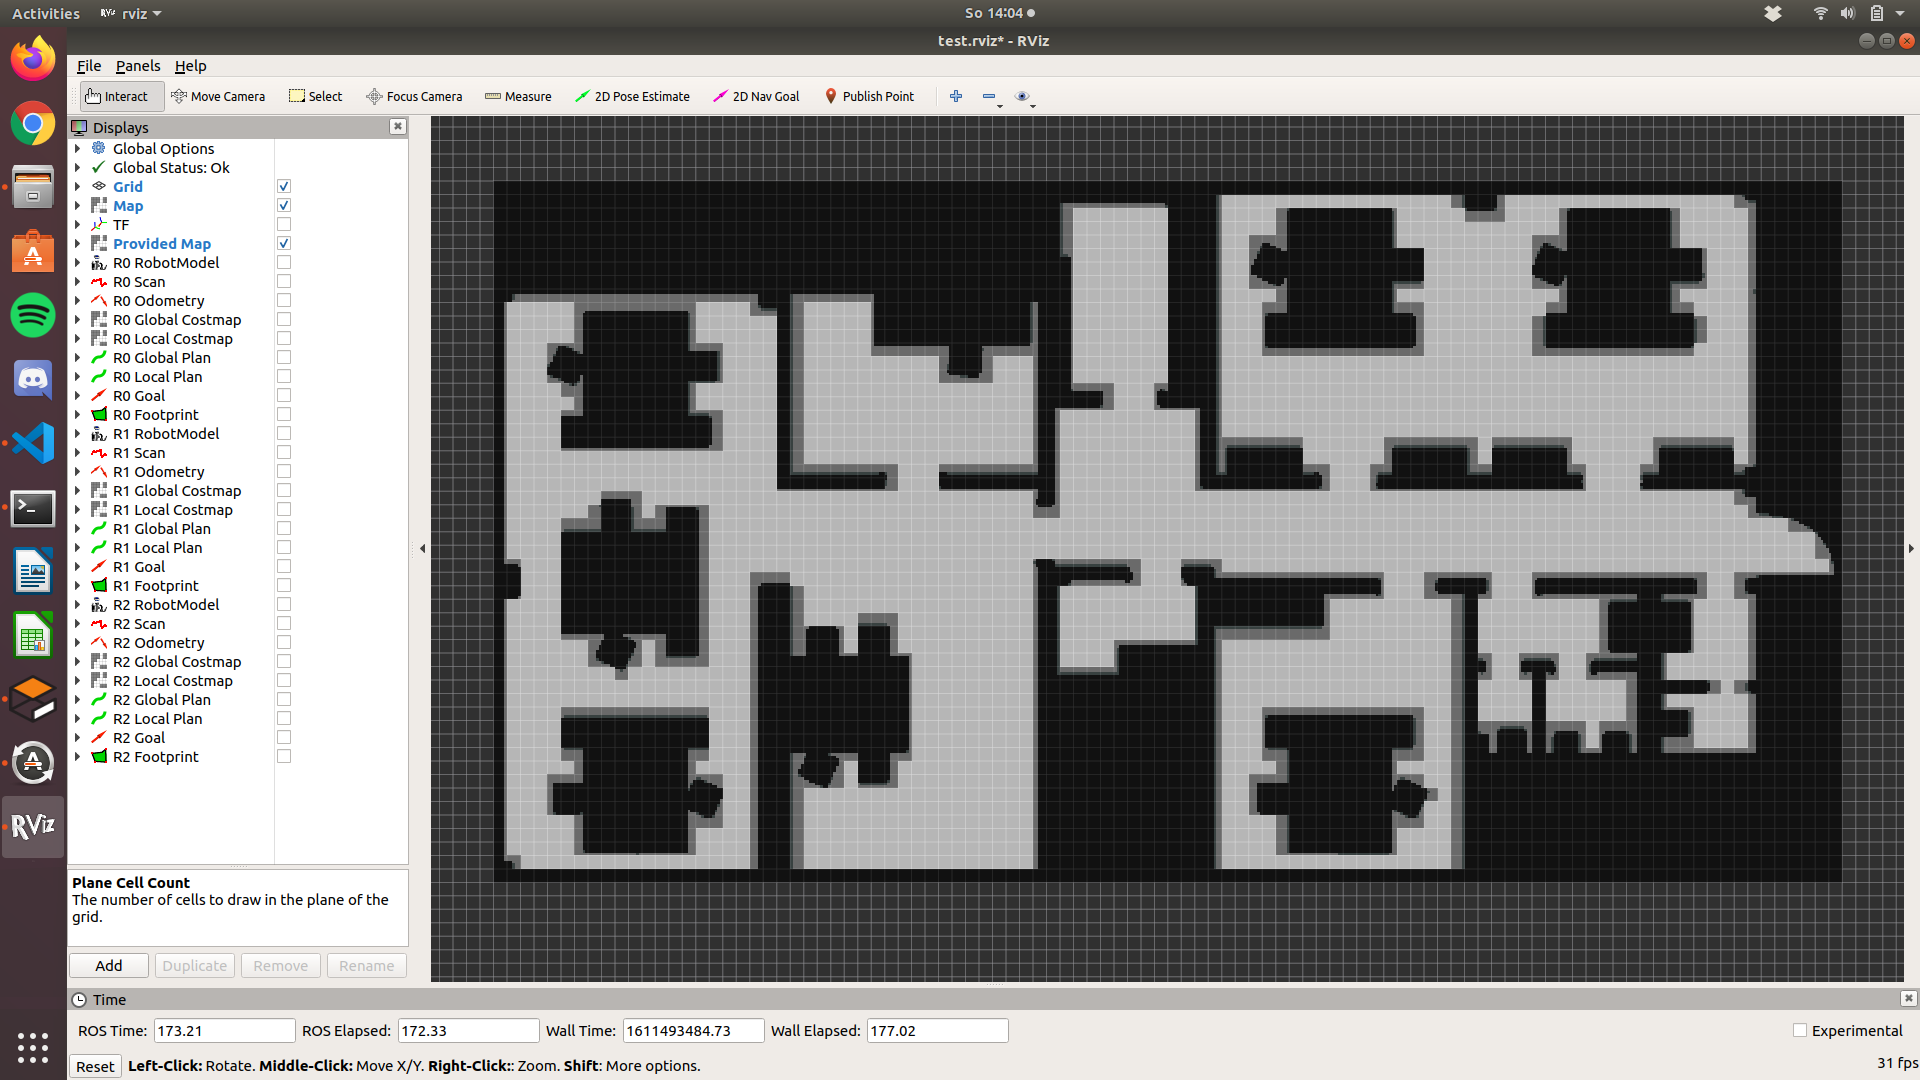 Activities   RViz rviz   So 14:04
test.rviz* - RViz
File Panels Help
Interact Move Camera Select Focus Camera Measure 2D Pose Estimate 2D Nav Goal Publish Point
Displays
Global Options
Global Status: Ok
Grid
Map
TF
Provided Map
R0 RobotModel
R0 Scan
R0 Odometry
R0 Global Costmap
R0 Local Costmap
R0 Global Plan
R0 Local Plan
R0 Goal
R0 Footprint
R1 RobotModel
R1 Scan
R1 Odometry
R1 Global Costmap
R1 Local Costmap
R1 Global Plan
R1 Local Plan
R1 Goal
R1 Footprint
R2 RobotModel
R2 Scan
R2 Odometry
R2 Global Costmap
R2 Local Costmap
R2 Global Plan
R2 Local Plan
R2 Goal
R2 Footprint
RViz
Plane Cell Count
The number of cells to draw in the plane of the
grid.
Add Duplicate Remove Rename
Time
ROS Time: 173.21 ROS Elapsed: 172.33 Wall Time: 1611493484.73 Wall Elapsed: 177.02 Experimental
Reset Left-Click: Rotate. Middle-Click: Move X/Y. Right-Click:: Zoom. Shift: More options. 31 fps